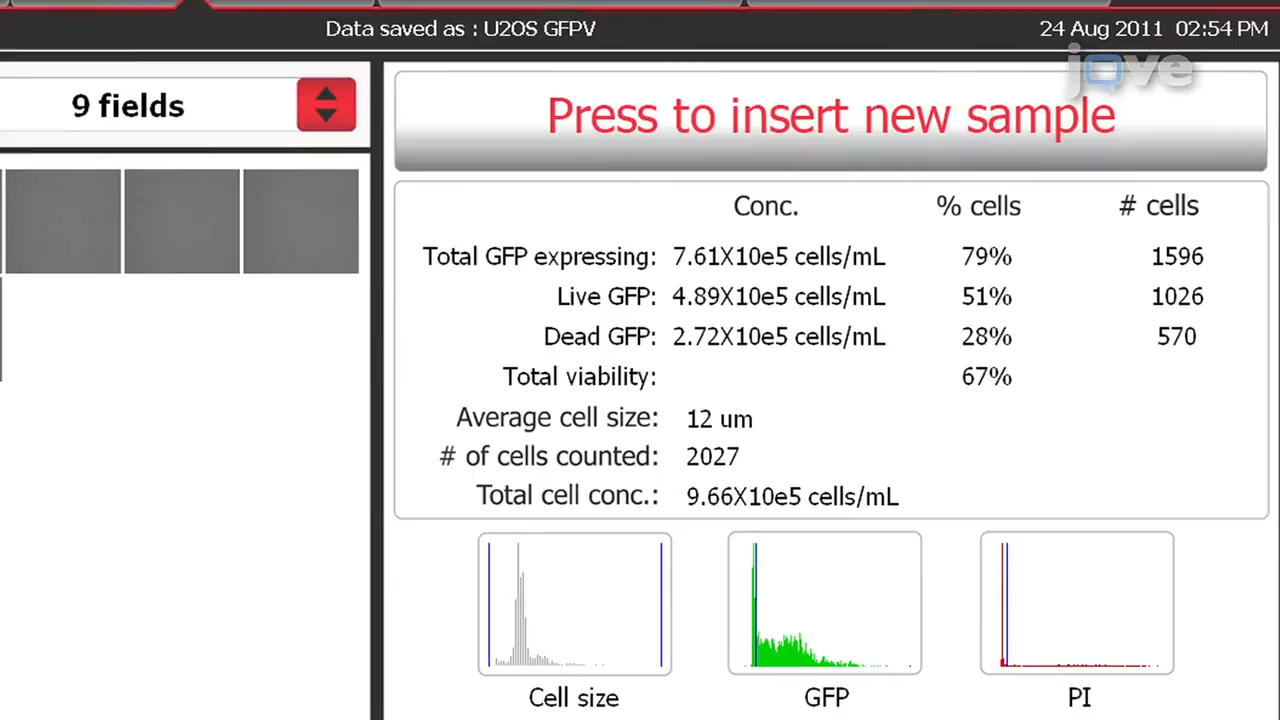 Data saved as : U2OS GFPV
24 Aug 2011 02:54 PM
jove
9 fields
Press to insert new sample
Conc. % cells # cells
Total GFP expressing: 7.61X10e5 cells/mL 79% 1596
Live GFP: 4.89X10e5 cells/mL 51% 1026
Dead GFP: 2.72X10e5 cells/mL 28% 570
Total viability: 67%
Average cell size: 12 um
# of cells counted: 2027
Total cell conc.: 9.66X10e5 cells/mL
Cell size GFP PI